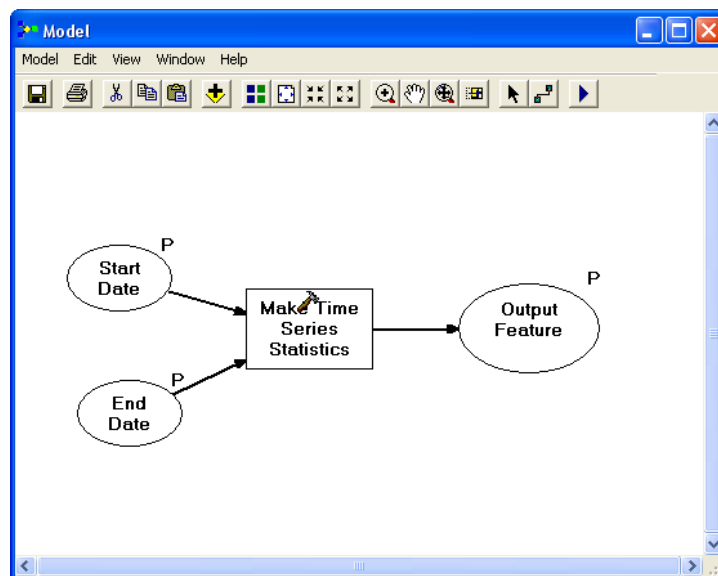 Model
Model Edit View Window Help
P
Start
Date
P
End
Date
Make Time
Series
Statistics
P
Output
Feature